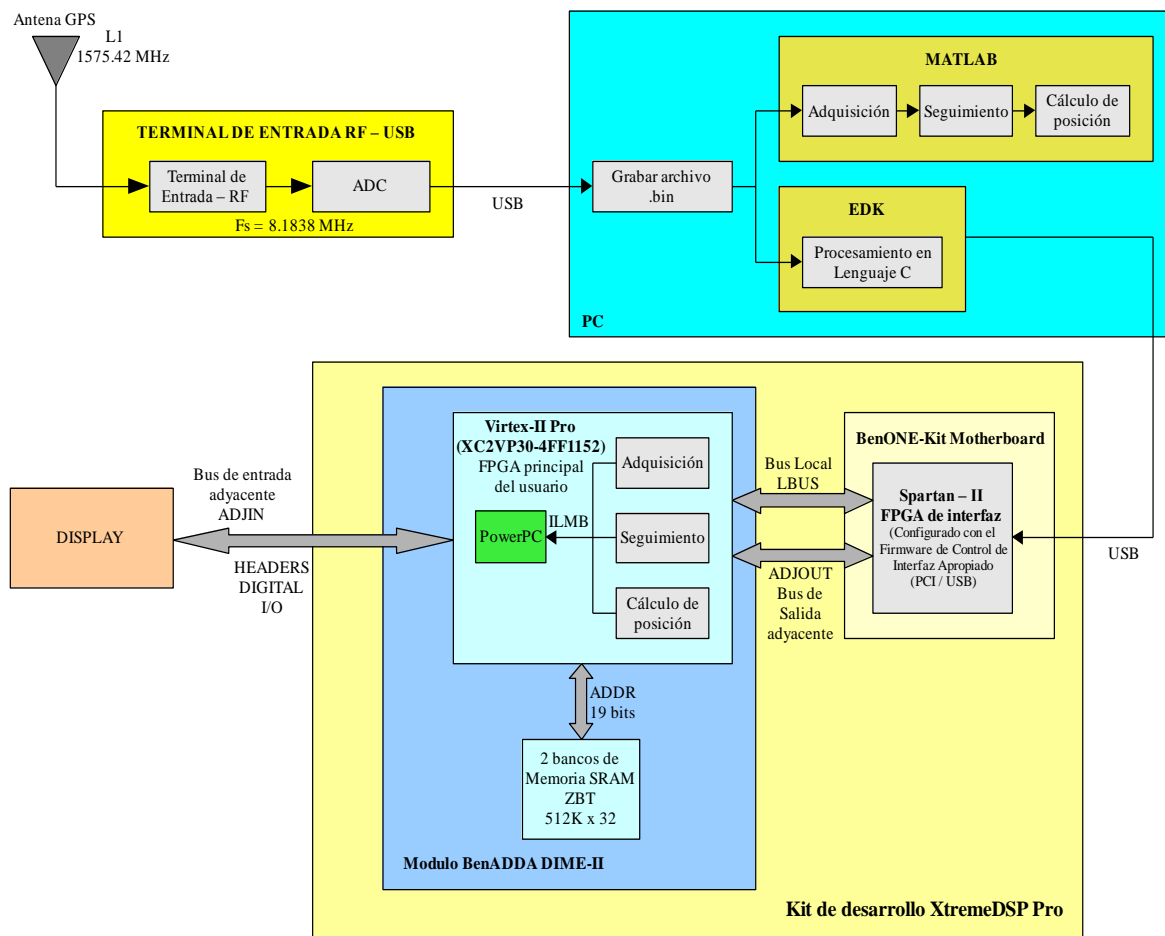 Antena GPS
L1
1575.42 MHz
TERMINAL DE ENTRADA RF – USB
Terminal de
Entrada – RF
ADC
Fs = 8.1838 MHz
USB
Grabar archivo
.bin
MATLAB
Adquisición
Seguimiento
Cálculo de
posición
EDK
Procesamiento en
Lenguaje C
PC
USB
DISPLAY
Bus de entrada
adyacente
ADJIN
HEADERS
DIGITAL
I/O
Virtex-II Pro
(XC2VP30-4FF1152)
FPGA principal
del usuario
PowerPC
ILMB
Adquisición
Seguimiento
Cálculo de
posición
ADDR
19 bits
2 bancos de
Memoria SRAM
ZBT
512K x 32
Modulo BenADDA DIME-II
Bus Local
LBUS
ADJOUT
Bus de
Salida
adyacente
BenONE-Kit Motherboard
Spartan – II
FPGA de interfaz
(Configurado con el
Firmware de Control de
Interfaz Apropiado
(PCI / USB)
Kit de desarrollo XtremeDSP Pro